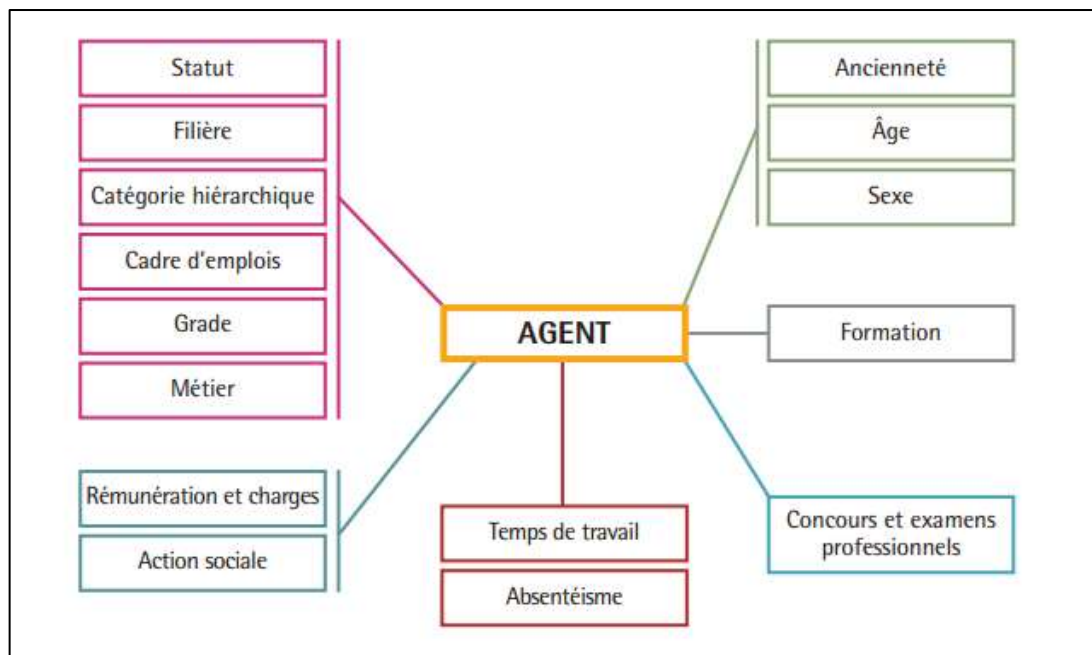 Statut
Filière
Catégorie hiérarchique
Cadre d'emplois
Grade
Métier
Rémunération et charges
Action sociale
AGENT
Temps de travail
Absentéisme
Ancienneté
Âge
Sexe
Formation
Concours et examens
professionnels